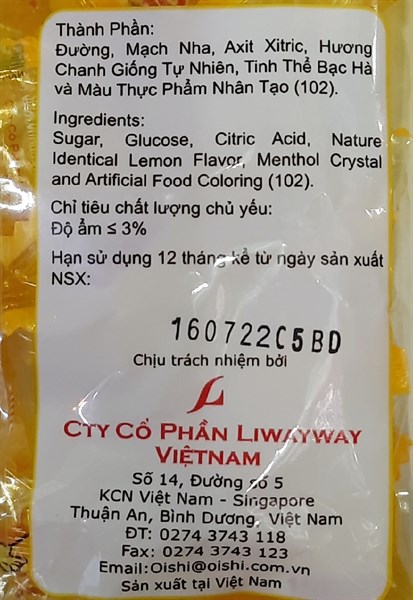 Thành Phần:
Đường, Mạch Nha, Axit Xitric, Hương
Chanh Giống Tự Nhiên, Tinh Thể Bạc Hà
và Màu Thực Phẩm Nhân Tạo (102).
Ingredients:
Sugar, Glucose, Citric Acid, Nature
Identical Lemon Flavor, Menthol Crystal
and Artificial Food Coloring (102).
Chỉ tiêu chất lượng chủ yếu:
Độ ẩm ≤ 3%
Hạn sử dụng 12 tháng kể từ ngày sản xuất
NSX:
160722C5BD
Chịu trách nhiệm bởi
CTY CỔ PHẦN LIWAYWAY
VIỆTNAM
Số 14, Đường số 5
KCN Việt Nam - Singapore
Thuận An, Bình Dương, Việt Nam
ĐT: 0274 3743 118
Fax: 0274 3743 123
Email:Oishi@oishi.com.vn
Sản xuất tại Việt Nam